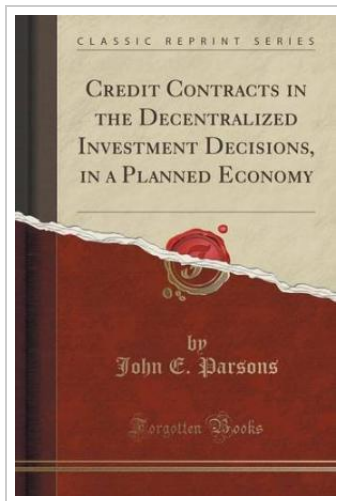 CLASSIC REPRINT SERIES
CREDIT CONTRACTS IN
THE DECENTRALIZED
INVESTMENT DECISIONS,
IN A PLANNED ECONOMY
by
John E. Parsons
Forgotten Books